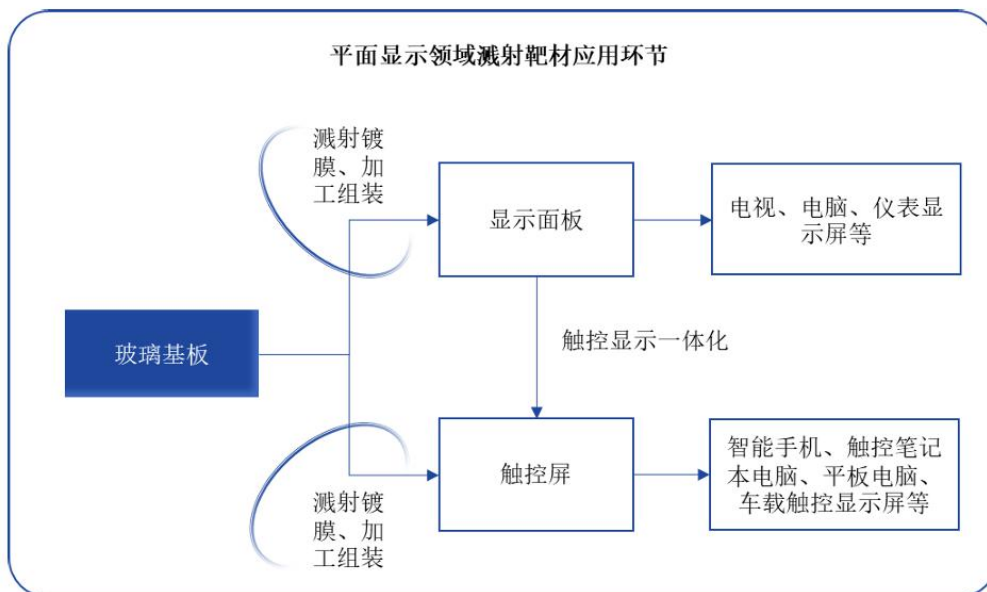 平面显示领域溅射靶材应用环节
溅射镀
膜、加
工组装
显示面板
电视、电脑、仪表显
示屏等
玻璃基板
触控显示一体化
溅射镀
膜、加
工组装
触控屏
智能手机、触控笔记
本电脑、平板电脑、
车载触控显示屏等